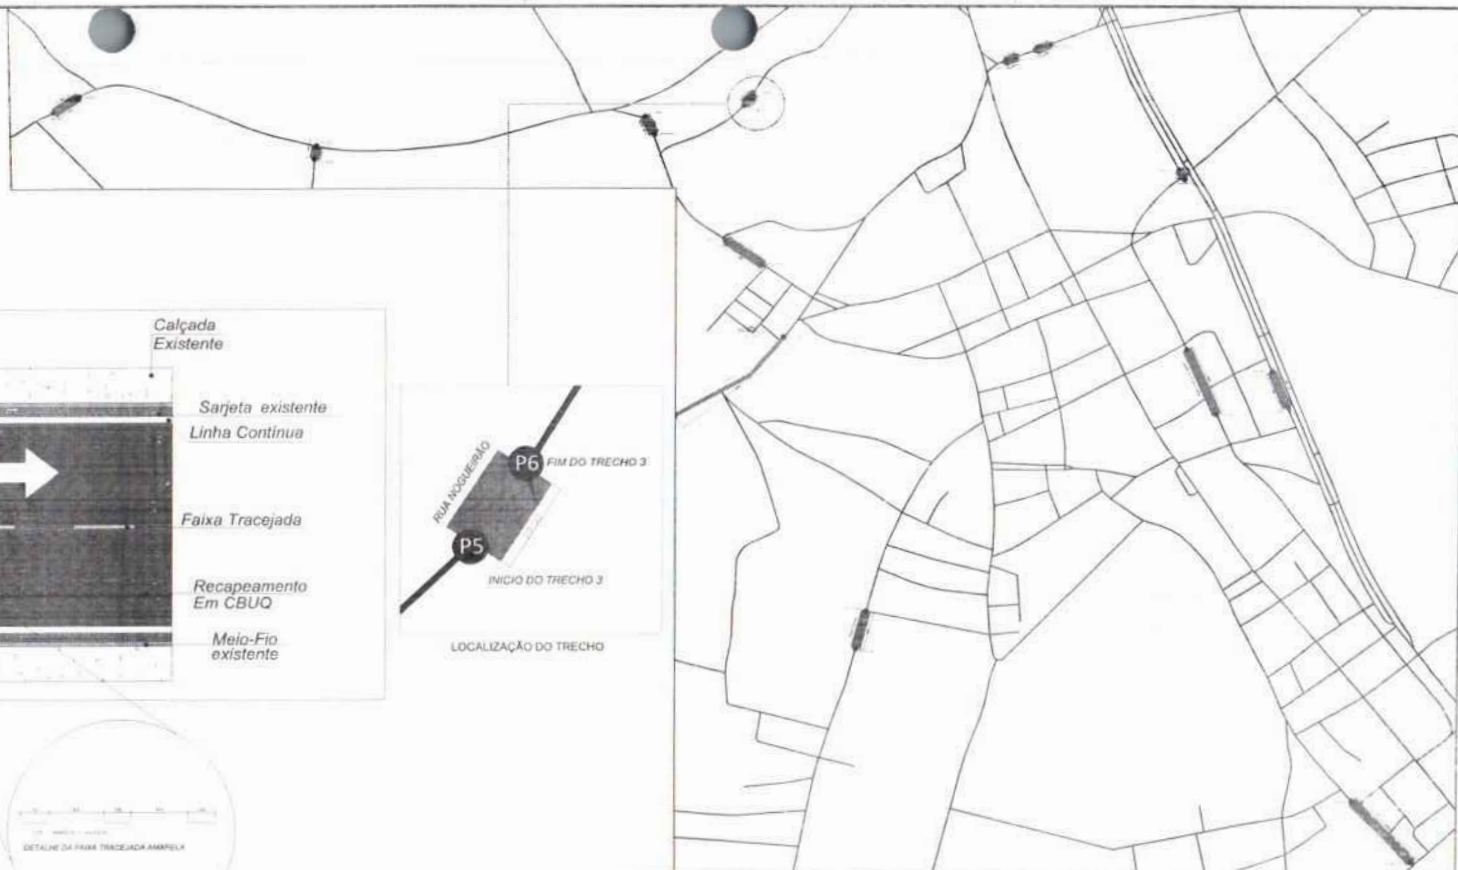 Calçada
Existente
Sarjeta existente
Linha Contínua
Faixa Tracejada
Recapeamento
Em CBUQ
Meio-Fio
existente
RUA NOGUEIRÃO
P6
FIM DO TRECHO 3
P5
INICIO DO TRECHO 3
LOCALIZAÇÃO DO TRECHO
DETALHE DA FAIXA TRACEJADA AMARELA